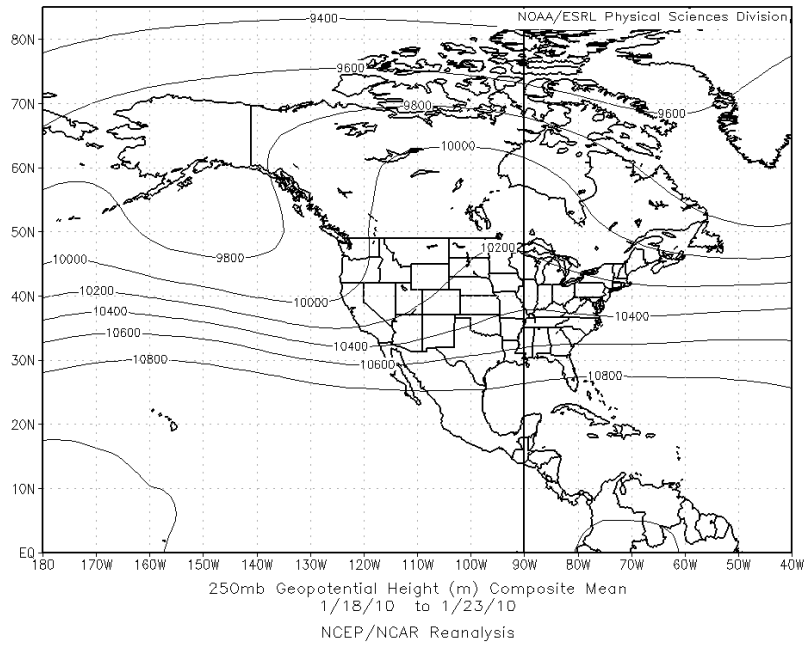 NOAA/ESRL Physical Sciences Division
80N
70N
60N
50N
40N
30N
20N
10N
EQ
9400
9600
9800
9600
10000
9800
10200
10000
10000
10200
10400
10400
10400
10600
10600
10800
10800
180 170W 160W 150W 140W 130W 120W 110W 100W 90W 80W 70W 60W 50W 40W
250mb Geopotential Height (m) Composite Mean
1/18/10 to 1/23/10
NCEP/NCAR Reanalysis